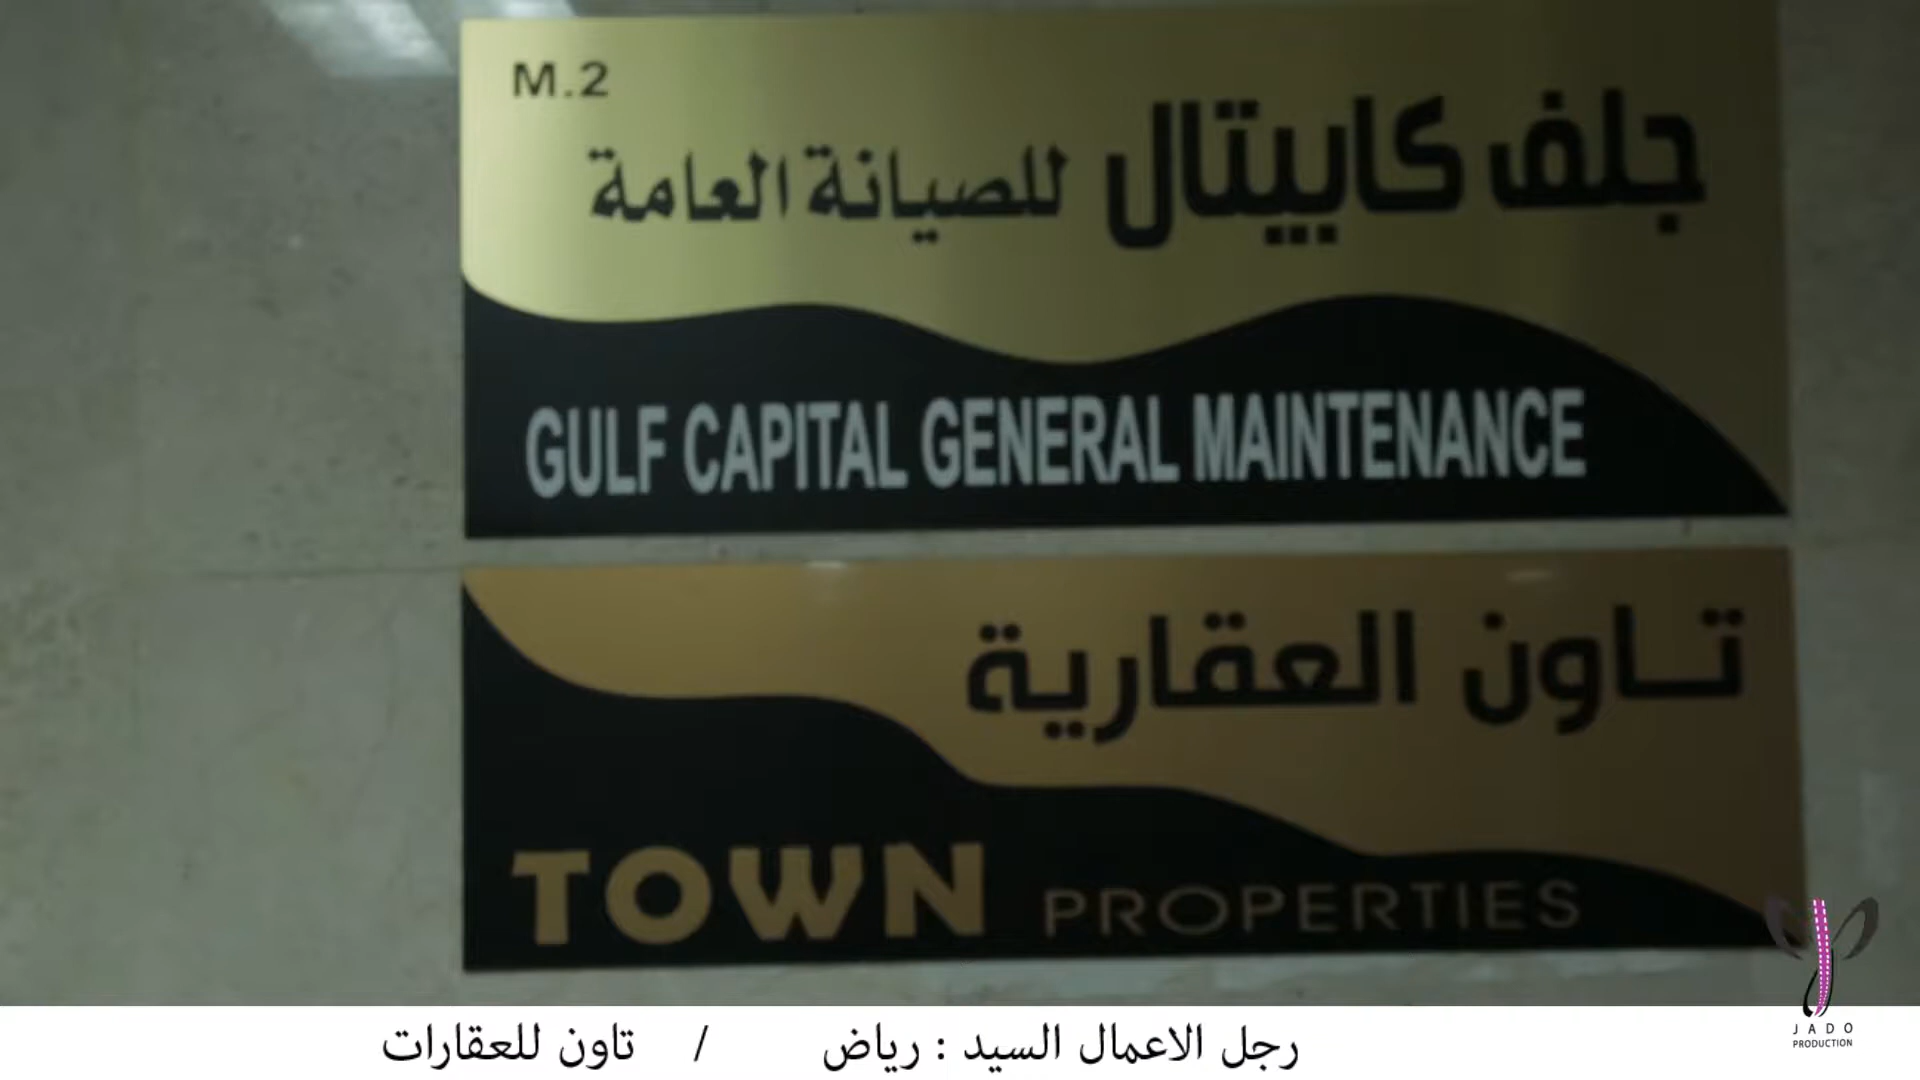 M.2
جلف كابيتال للصيانة العامة
GULF CAPITAL GENERAL MAINTENANCE
تاون العقارية
TOWN PROPERTIES
رجل الاعمال السيد : رياض / تاون للعقارات
JADO
PRODUCTION